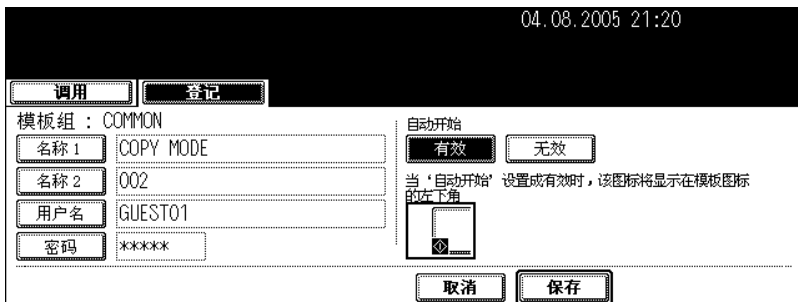 04.08.2005 21:20
调用 登记
模板组 : COMMON
名称 1 COPY MODE
名称 2 002
用户名 GUEST01
密码 *****
自动开始
有效 无效
当‘自动开始’设置成有效时，该图标将显示在模板图标
的左下角
取消 保存